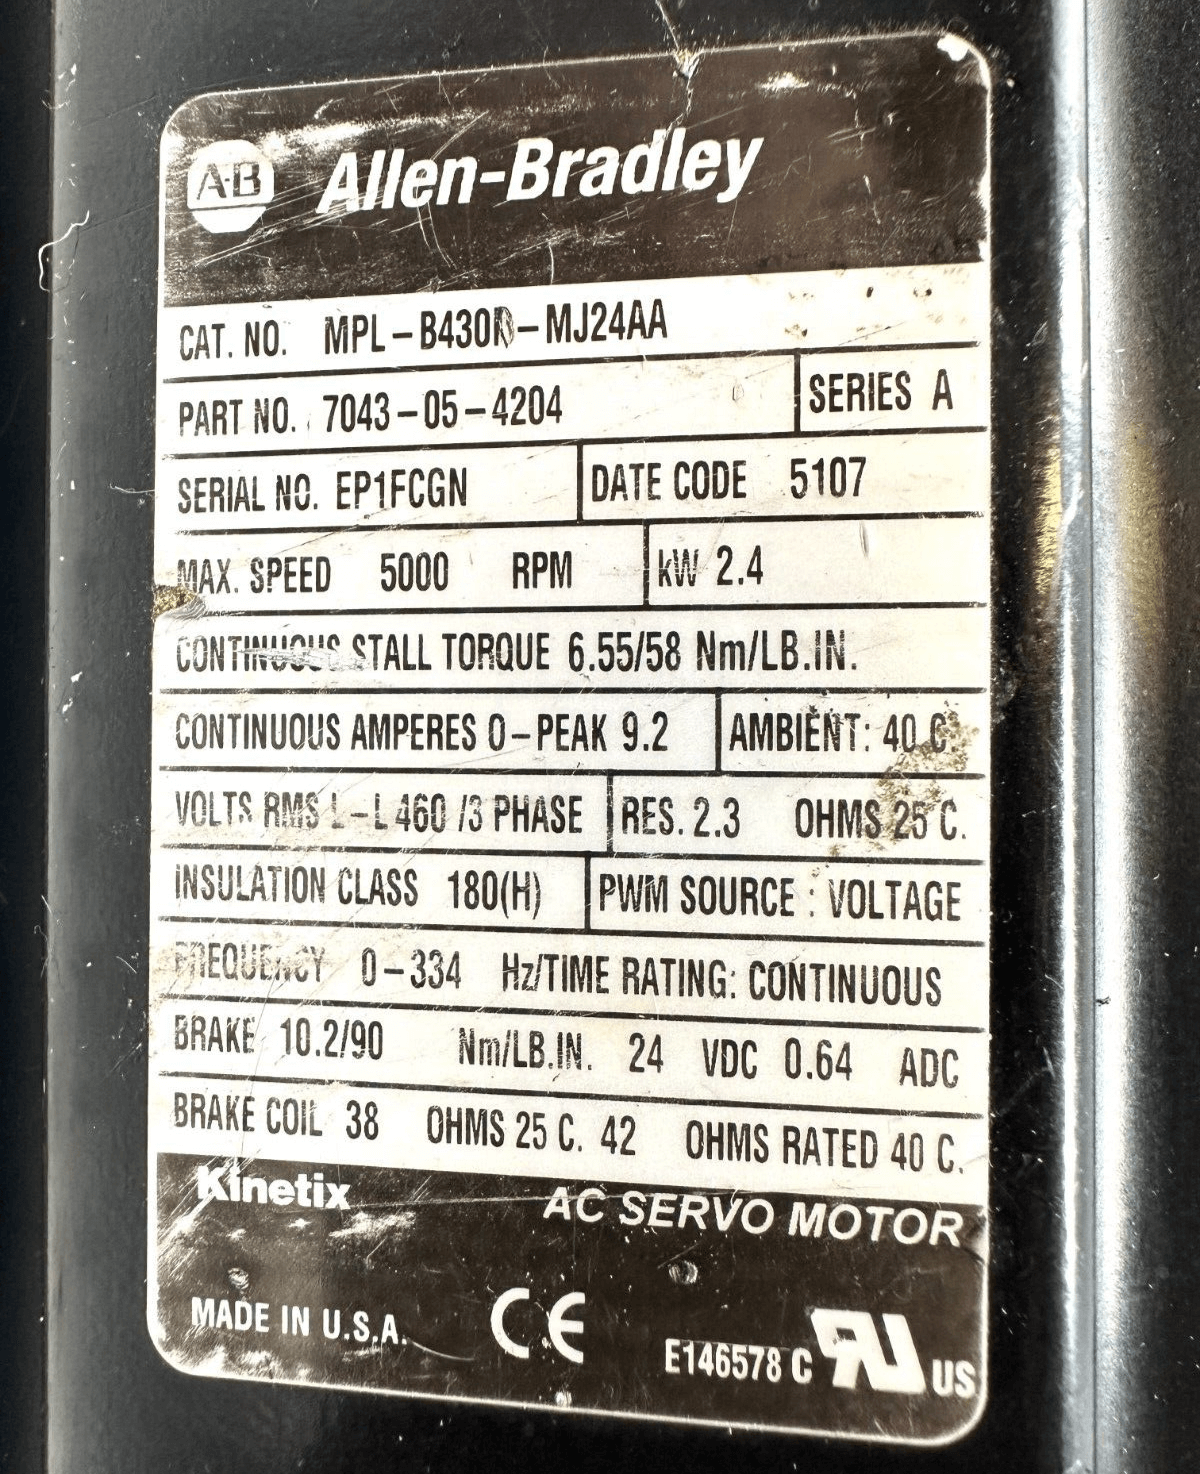 A-B Allen-Bradley
CAT. NO. MPL- -MJ24AA
PART NO. 7043-05-4204 SERIES A
SERIAL NO. EP1FCGN DATE CODE 5107
MAX. SPEED 5000 RPM kW 2.4
CONTINUOUS STALL TORQUE 6.55/58 Nm/LB.IN.
CONTINUOUS AMPERES 0-PEAK 9.2 AMBIENT: 40 C.
VOLTS RMS L-L 460 /3 PHASE RES. 2.3 OHMS 25 C.
INSULATION CLASS 180(H) PWM SOURCE : VOLTAGE
FREQUENCY 0-334 Hz/TIME RATING: CONTINUOUS
BRAKE 10.2/90 Nm/LB.IN. 24 VDC 0.64 ADC
BRAKE COIL 38 OHMS 25 C. 42 OHMS RATED 40 C.
Kinetix AC SERVO MOTOR
MADE IN U.S.A. CE E146578 C RU US